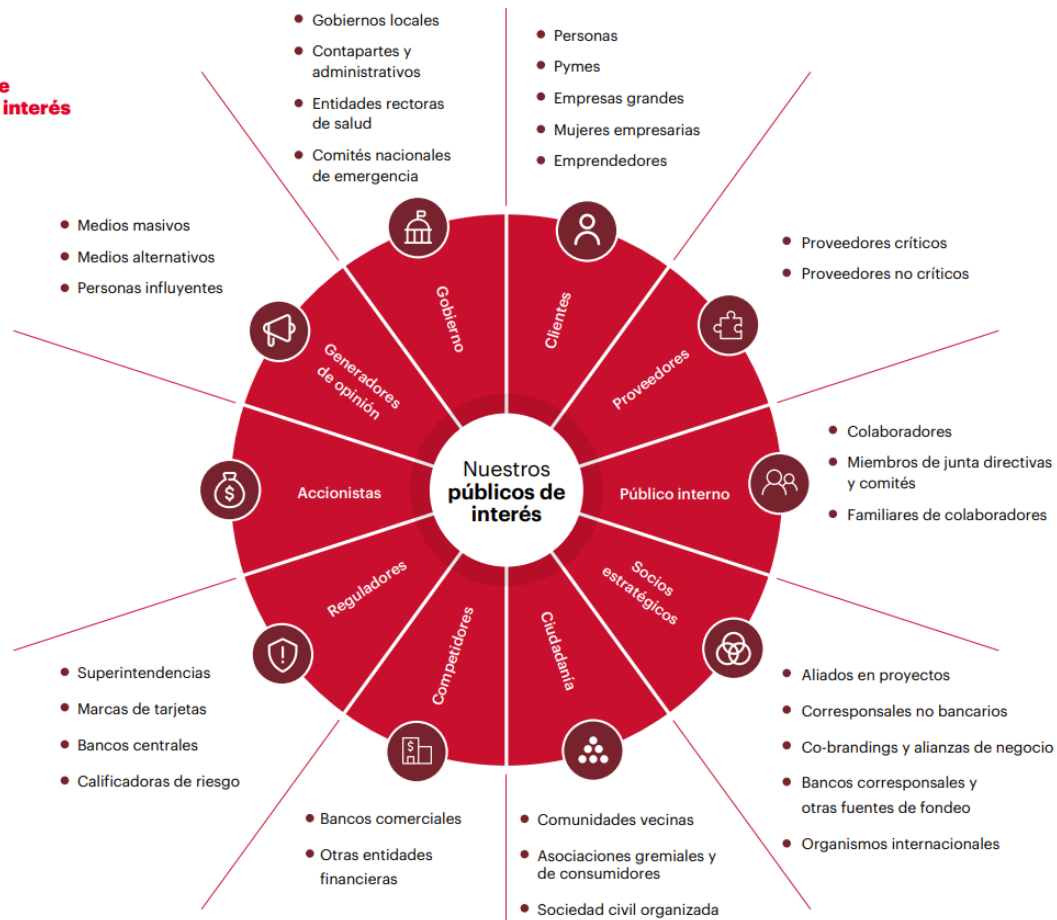 e
interés
Gobiernos locales
Contapartes y
administrativos
Entidades rectoras
de salud
Comités nacionales
de emergencia
Personas
Pymes
Empresas grandes
Mujeres empresarias
Emprendedores
Medios masivos
Medios alternativos
Personas influyentes
Proveedores críticos
Proveedores no críticos
Gobierno
Clientes
Generadores
de opinión
Proveedores
Accionistas
Nuestros
públicos de
interés
Público interno
Colaboradores
Miembros de junta directivas
y comités
Familiares de colaboradores
Reguladores
Competidores
Ciudadanía
Socios
estratégicos
Superintendencias
Marcas de tarjetas
Bancos centrales
Calificadoras de riesgo
Aliados en proyectos
Corresponsales no bancarios
Co-brandings y alianzas de negocio
Bancos corresponsales y
otras fuentes de fondeo
Organismos internacionales
Bancos comerciales
Otras entidades
financieras
Comunidades vecinas
Asociaciones gremiales y
de consumidores
Sociedad civil organizada